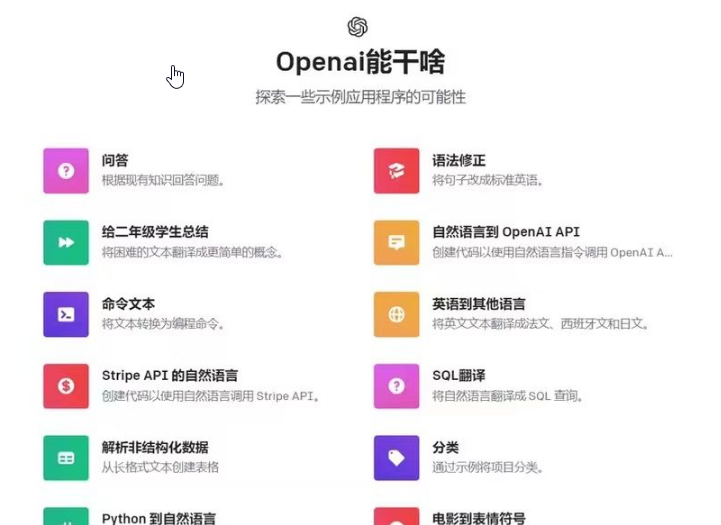 Openai能干啥
探索一些示例应用程序的可能性
问答
根据现有知识回答问题。
语法修正
将句子改成标准英语。
给二年级学生总结
将困难的文本翻译成更简单的概念。
自然语言到 OpenAI API
创建代码以使用自然语言指令调用 OpenAI A...
命令文本
将文本转换为编程命令。
英语到其他语言
将英文文本翻译成法文、西班牙文和日文。
Stripe API 的自然语言
创建代码以使用自然语言调用 Stripe API。
SQL翻译
将自然语言翻译成 SQL 查询。
解析非结构化数据
从长格式文本创建表格
分类
通过示例将项目分类。
Python 到自然语言
电影到表情符号